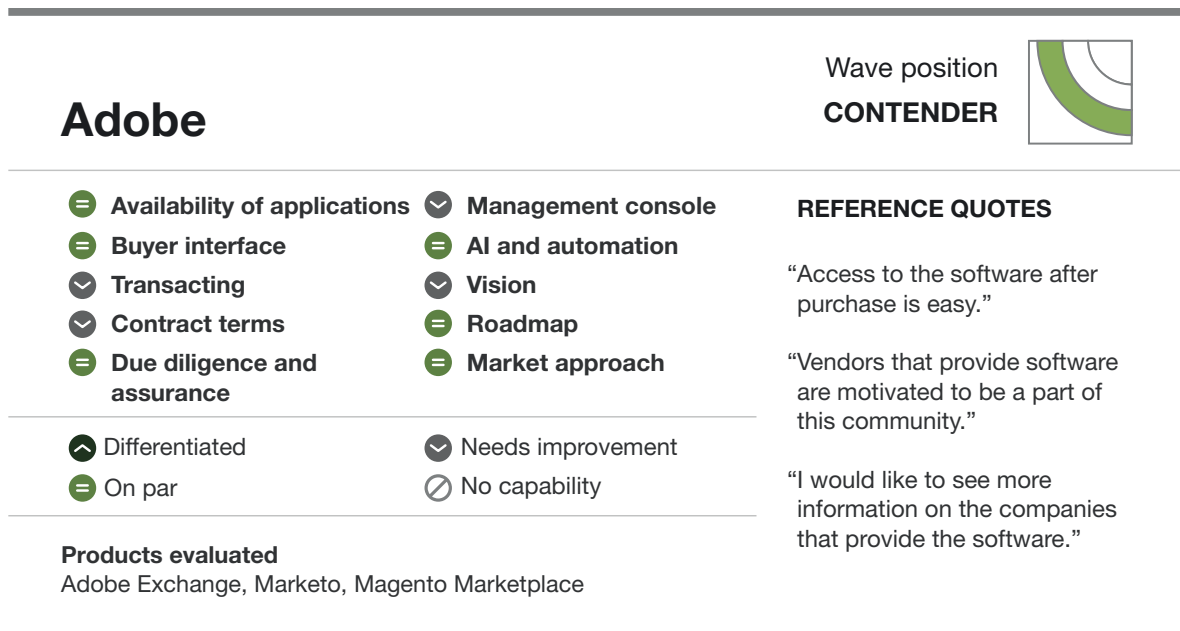 Adobe
Wave position
CONTENDER
Availability of applications
Buyer interface
Transacting
Contract terms
Due diligence and
assurance
Management console
AI and automation
Vision
Roadmap
Market approach
Differentiated
On par
Needs improvement
No capability
Products evaluated
Adobe Exchange, Marketo, Magento Marketplace
REFERENCE QUOTES
“Access to the software after
purchase is easy.”
“Vendors that provide software
are motivated to be a part of
this community.”
“I would like to see more
information on the companies
that provide the software.”